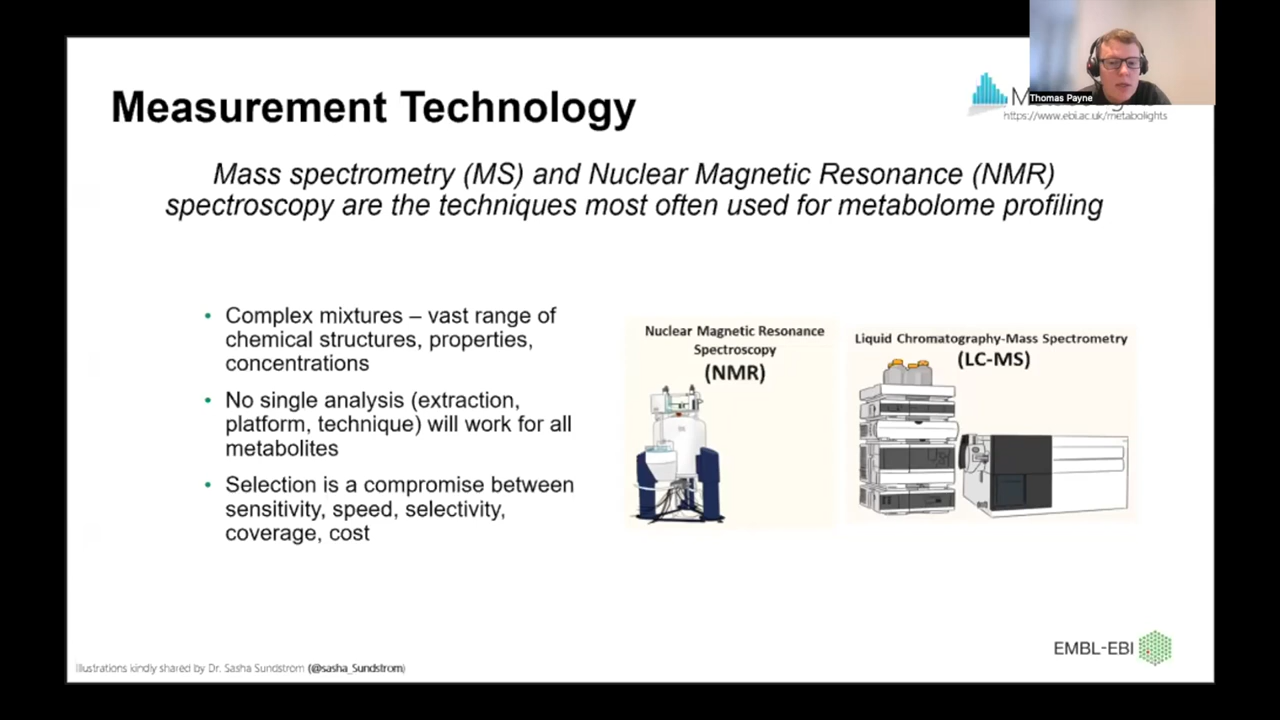 Thomas Payne
Measurement Technology
https://www.ebi.ac.uk/metabolights
Mass spectrometry (MS) and Nuclear Magnetic Resonance (NMR)
spectroscopy are the techniques most often used for metabolome profiling
• Complex mixtures – vast range of
chemical structures, properties,
concentrations
• No single analysis (extraction,
platform, technique) will work for all
metabolites
• Selection is a compromise between
sensitivity, speed, selectivity,
coverage, cost
Nuclear Magnetic Resonance
Spectroscopy
(NMR)
Liquid Chromatography-Mass Spectrometry
(LC-MS)
EMBL-EBI
Illustrations kindly shared by Dr. Sasha Sundstrom (@sasha_Sundstrom)